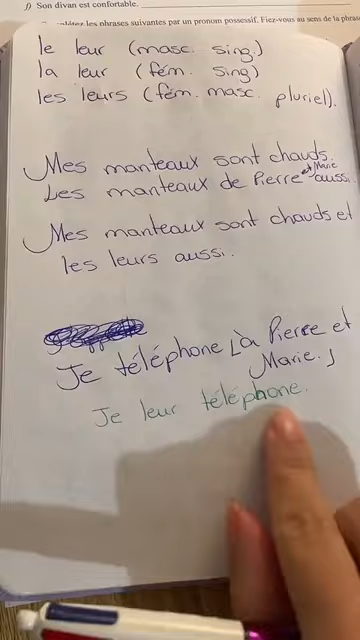 f) Son divan est confortable.
les phrases suivantes par un pronom possessif. Fiez-vous au sens de la phrase
le leur (masc. sing.)
la leur (fém. sing)
les leurs (fém. masc. pluriel).
Mes manteaux sont chauds.
Les manteaux de Pierre et Marie aussi.
Mes manteaux sont chauds et
les leurs aussi.
Je téléphone [à Pierre et
Marie.]
Je leur téléphone.